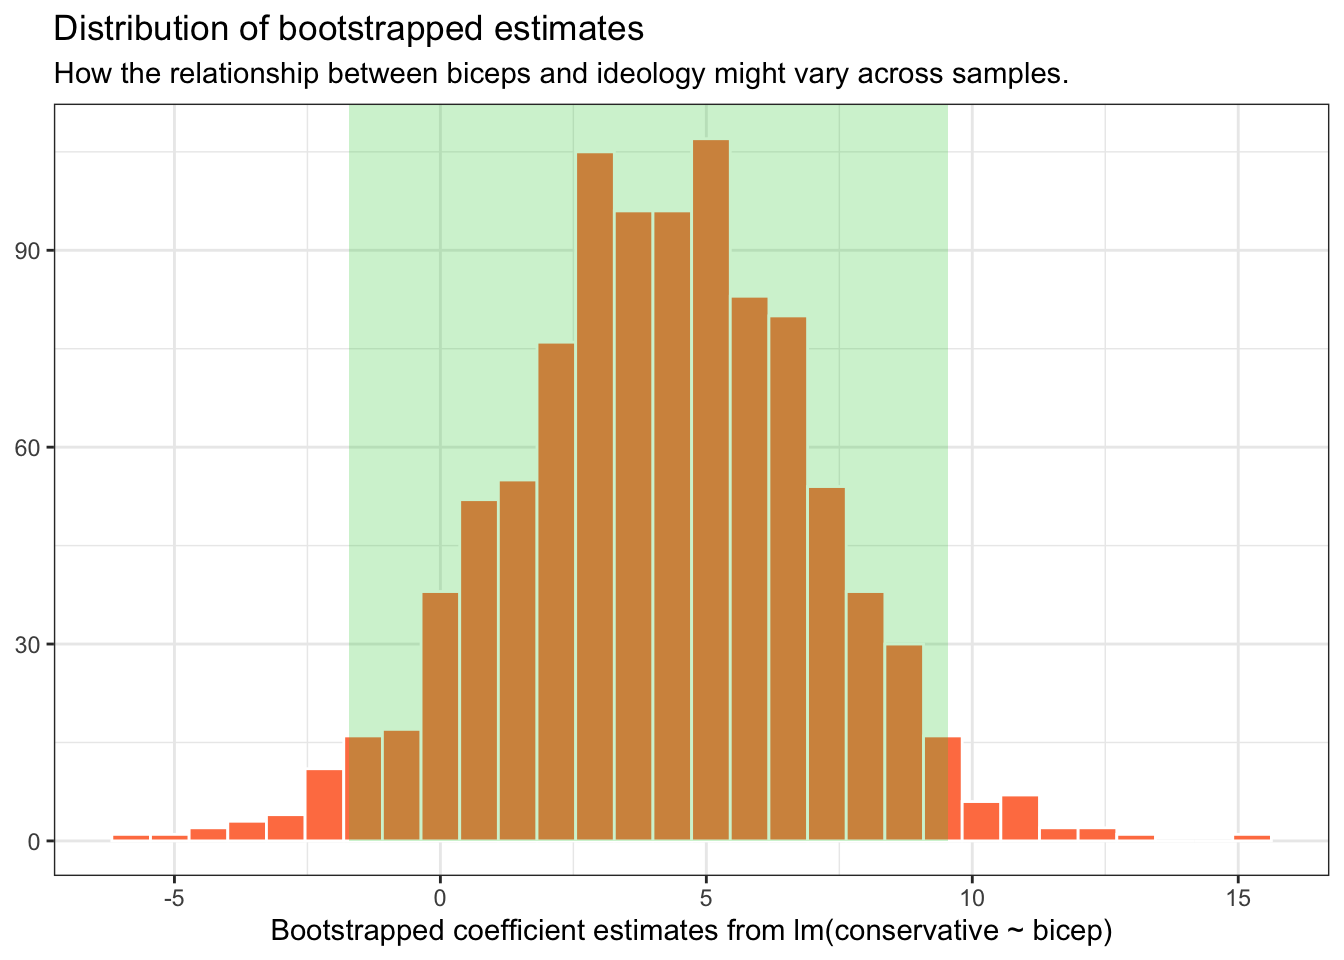 Distribution of bootstrapped estimates
How the relationship between biceps and ideology might vary across samples.
90
60
30
0
-5 0 5 10 15
Bootstrapped coefficient estimates from lm(conservative ~ bicep)